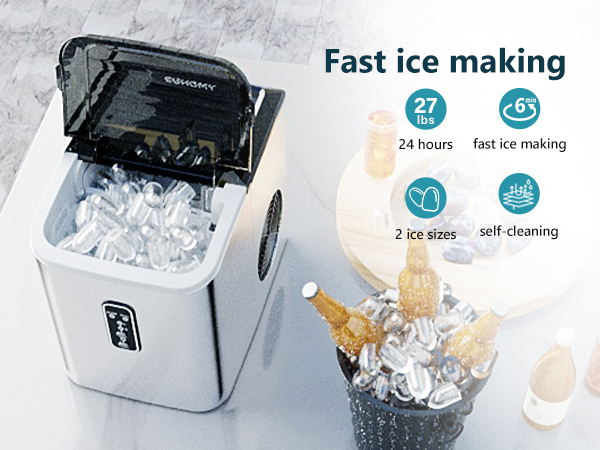 EUHOMY
Fast ice making
27
lbs
6 min
24 hours
fast ice making
2 ice sizes
self-cleaning